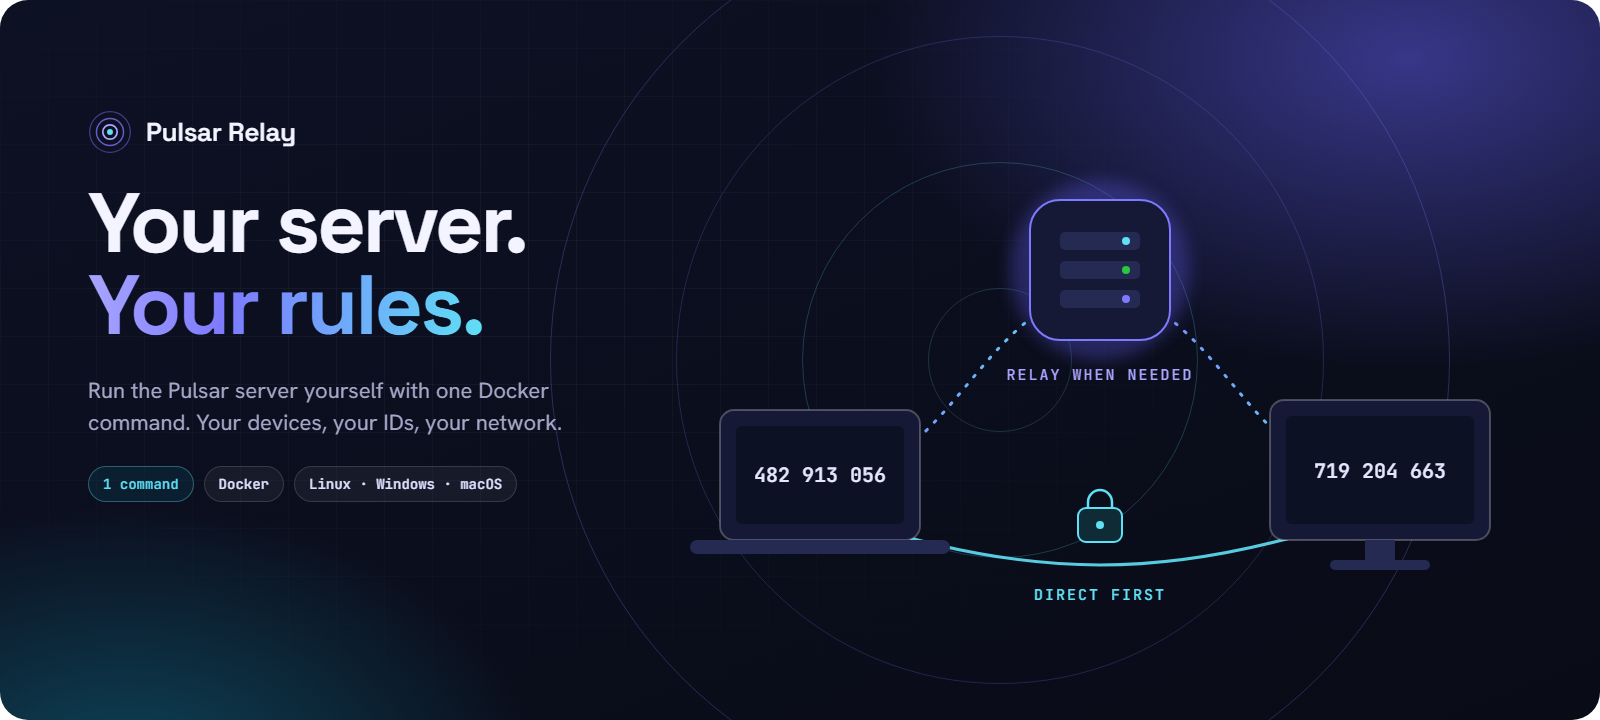 Pulsar Relay
Your server.
Your rules.
Run the Pulsar server yourself with one Docker
command. Your devices, your IDs, your network.
1 command
Docker
Linux · Windows · macOS
RELAY WHEN NEEDED
482 913 056
719 204 663
DIRECT FIRST